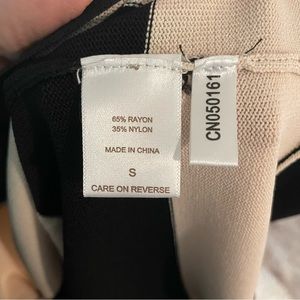 65% RAYON
35% NYLON
MADE IN CHINA
S
CARE ON REVERSE
CN050161